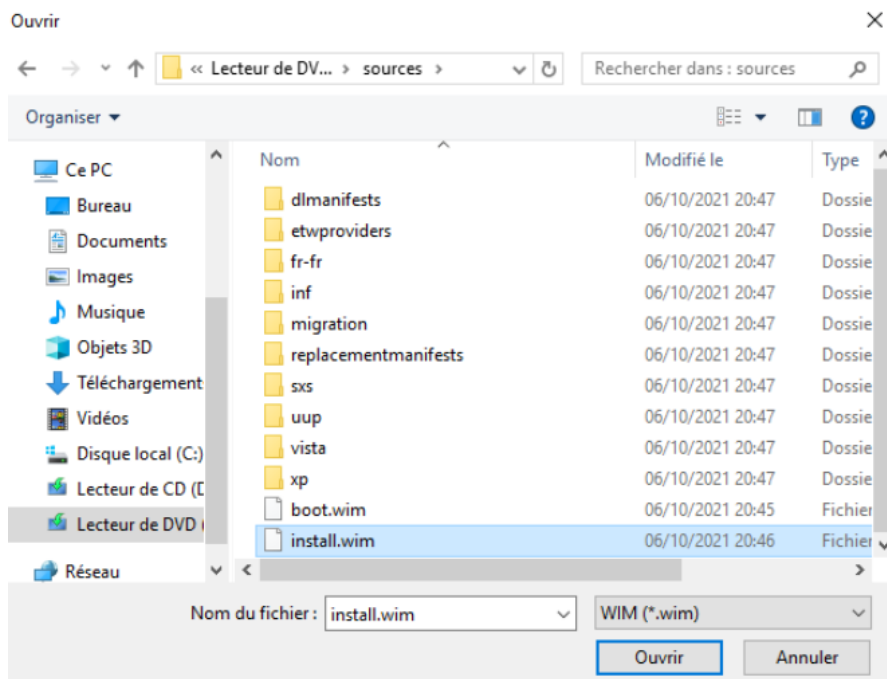 Ouvrir
« Lecteur de DV... › sources ›
Rechercher dans : sources
Organiser
Nom Modifié le Type
Ce PC
Bureau
Documents
Images
Musique
Objets 3D
Téléchargement
Vidéos
Disque local (C:)
Lecteur de CD (D
Lecteur de DVD (
Réseau
dlmanifests 06/10/2021 20:47 Dossie
etwproviders 06/10/2021 20:47 Dossie
fr-fr 06/10/2021 20:47 Dossie
inf 06/10/2021 20:47 Dossie
migration 06/10/2021 20:47 Dossie
replacementmanifests 06/10/2021 20:47 Dossie
sxs 06/10/2021 20:47 Dossie
uup 06/10/2021 20:47 Dossie
vista 06/10/2021 20:47 Dossie
xp 06/10/2021 20:47 Dossie
boot.wim 06/10/2021 20:45 Fichier
install.wim 06/10/2021 20:46 Fichier
Nom du fichier : install.wim WIM (*.wim)
Ouvrir Annuler